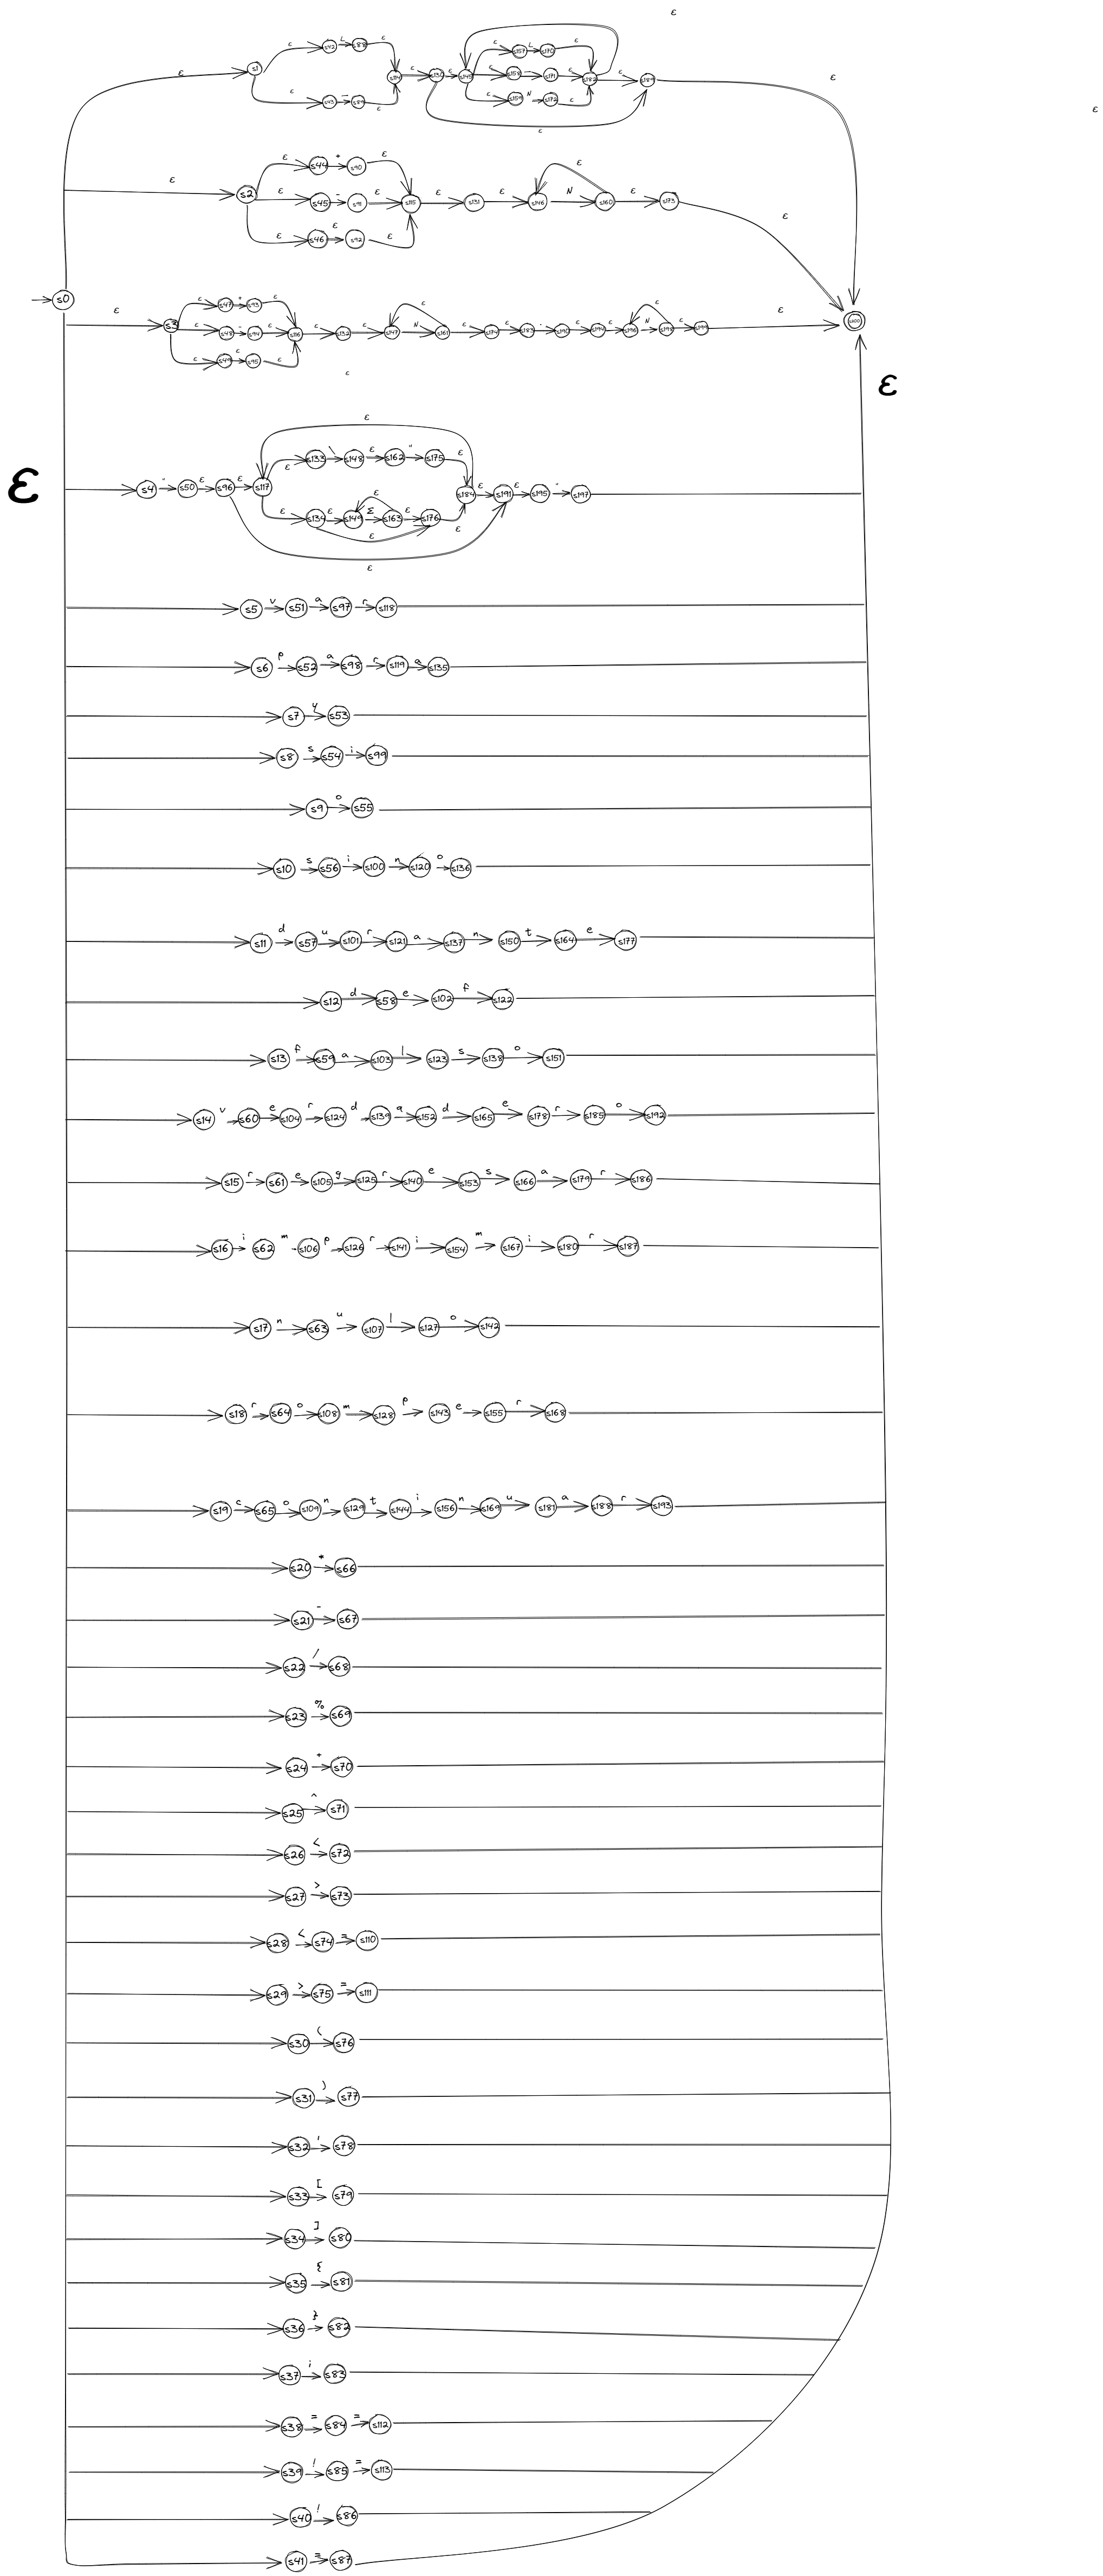 ε
ε s1 ε s42 L s88 ε
ε s43 - s89 ε
s114 ε s130 ε s145 ε s157 L s170 ε
ε s158 - s171 ε s182 ε s189 ε
ε s159 N s172 ε
ε
ε
ε s2 ε s44 + s90 ε
ε s45 - s91 ε s115 ε s131 ε s146 N s160 ε s173 ε
ε
ε s46 ε s92 ε
s0
ε s3 ε s47 + s93 ε
ε s48 - s94 ε s116 ε s132 ε s147 N s161 ε s174 ε s183 . s190 ε s194 ε s196 N s198 ε s199 ε s200
ε ε
ε s49 ε s95 ε
ε
ε
ε
ε
ε s133 \ s148 ε s162 " s175 ε
s4 " s50 ε s96 ε s117 s184 ε s191 ε s195 " s197
ε s134 ε s149 Σ s163 ε s176 ε
ε
ε
ε
s5 v s51 a s97 r s118
s6 p s52 a s98 r s119 a s135
s7 y s53
s8 s s54 i s99
s9 o s55
s10 s s56 i s100 n s120 o s136
s11 d s57 u s101 r s121 a s137 n s150 t s164 e s177
s12 d s58 e s102 f s122
s13 f s59 a s103 l s123 s s138 o s151
s14 v s60 e s104 r s124 d s139 a s152 d s165 e s178 r s185 o s192
s15 r s61 e s105 g s125 r s140 e s153 s s166 a s179 r s186
s16 i s62 m s106 p s126 r s141 i s154 m s167 i s180 r s187
s17 n s63 u s107 l s127 o s142
s18 r s64 o s108 m s128 p s143 e s155 r s168
s19 c s65 o s109 n s129 t s144 i s156 n s169 u s181 a s188 r s193
s20 * s66
s21 - s67
s22 / s68
s23 % s69
s24 + s70
s25 ^ s71
s26 < s72
s27 > s73
s28 < s74 = s110
s29 > s75 = s111
s30 ( s76
s31 ) s77
s32 , s78
s33 [ s79
s34 ] s80
s35 { s81
s36 } s82
s37 ; s83
s38 = s84 = s112
s39 ! s85 = s113
s40 ! s86
s41 = s87